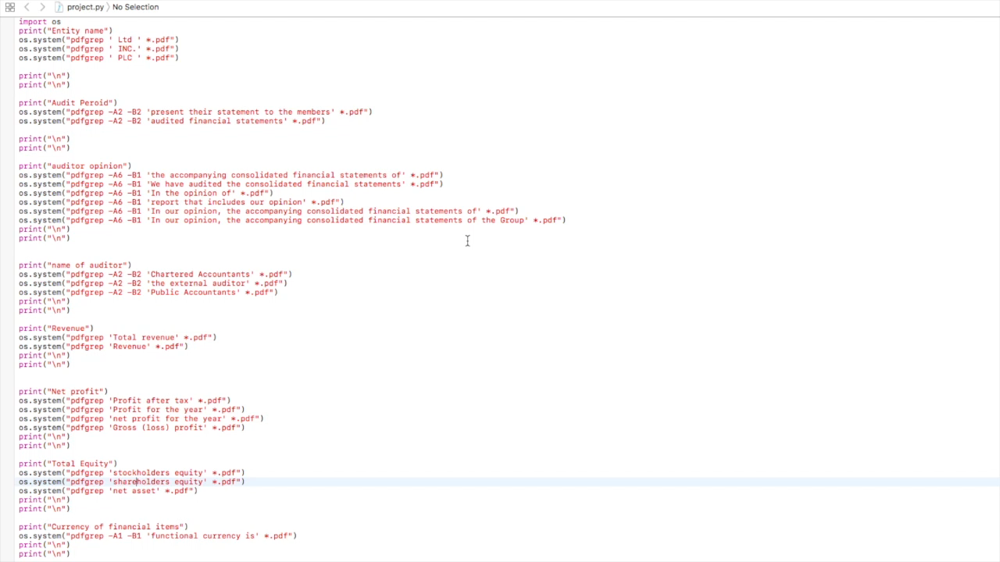 project.py 〉 No Selection
import os
print("Entity name")
os.system("pdfgrep ' Ltd ' *.pdf")
os.system("pdfgrep ' INC.' *.pdf")
os.system("pdfgrep ' PLC ' *.pdf")
print("\n")
print("\n")
print("Audit Peroid")
os.system("pdfgrep -A2 -B2 'present their statement to the members' *.pdf")
os.system("pdfgrep -A2 -B2 'audited financial statements' *.pdf")
print("\n")
print("\n")
print("auditor opinion")
os.system("pdfgrep -A6 -B1 'the accompanying consolidated financial statements of' *.pdf")
os.system("pdfgrep -A6 -B1 'We have audited the consolidated financial statements' *.pdf")
os.system("pdfgrep -A6 -B1 'In the opinion of' *.pdf")
os.system("pdfgrep -A6 -B1 'report that includes our opinion' *.pdf")
os.system("pdfgrep -A6 -B1 'In our opinion, the accompanying consolidated financial statements of' *.pdf")
os.system("pdfgrep -A6 -B1 'In our opinion, the accompanying consolidated financial statements of the Group' *.pdf")
print("\n")
print("\n")
print("name of auditor")
os.system("pdfgrep -A2 -B2 'Chartered Accountants' *.pdf")
os.system("pdfgrep -A2 -B2 'the external auditor' *.pdf")
os.system("pdfgrep -A2 -B2 'Public Accountants' *.pdf")
print("\n")
print("\n")
print("Revenue")
os.system("pdfgrep 'Total revenue' *.pdf")
os.system("pdfgrep 'Revenue' *.pdf")
print("\n")
print("\n")
print("Net profit")
os.system("pdfgrep 'Profit after tax' *.pdf")
os.system("pdfgrep 'Profit for the year' *.pdf")
os.system("pdfgrep 'net profit for the year' *.pdf")
os.system("pdfgrep 'Gross (loss) profit' *.pdf")
print("\n")
print("\n")
print("Total Equity")
os.system("pdfgrep 'stockholders equity' *.pdf")
os.system("pdfgrep 'shareholders equity' *.pdf")
os.system("pdfgrep 'net asset' *.pdf")
print("\n")
print("\n")
print("Currency of financial items")
os.system("pdfgrep -A1 -B1 'functional currency is' *.pdf")
print("\n")
print("\n")